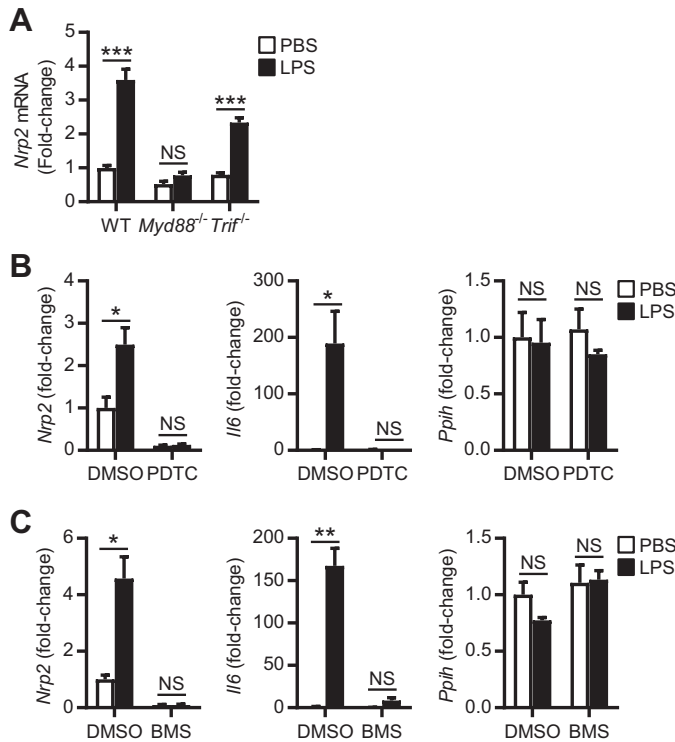 A
PBS
LPS
Nrp2 mRNA
(Fold-change)
5
4
3
2
1
0
***
NS
***
WT Myd88-/- Trif-/-
B
Nrp2 (fold-change)
4
3
2
1
0
*
NS
DMSO PDTC
Il6 (fold-change)
300
200
100
0
*
NS
DMSO PDTC
Ppih (fold-change)
1.5
1.0
0.5
0.0
NS
NS
DMSO PDTC
PBS
LPS
C
Nrp2 (fold-change)
6
4
2
0
*
NS
DMSO BMS
Il6 (fold-change)
200
150
100
50
0
**
NS
DMSO BMS
Ppih (fold-change)
1.5
1.0
0.5
0.0
NS
NS
DMSO BMS
PBS
LPS